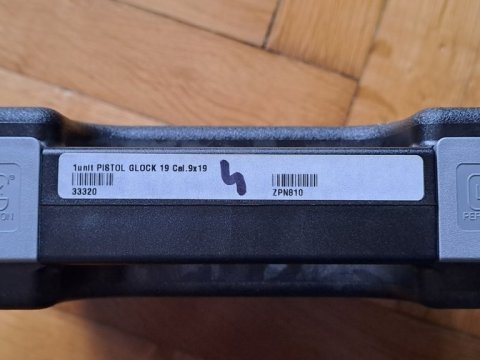 1unit PISTOL GLOCK 19 Cal.9x19
33320
ZPN810